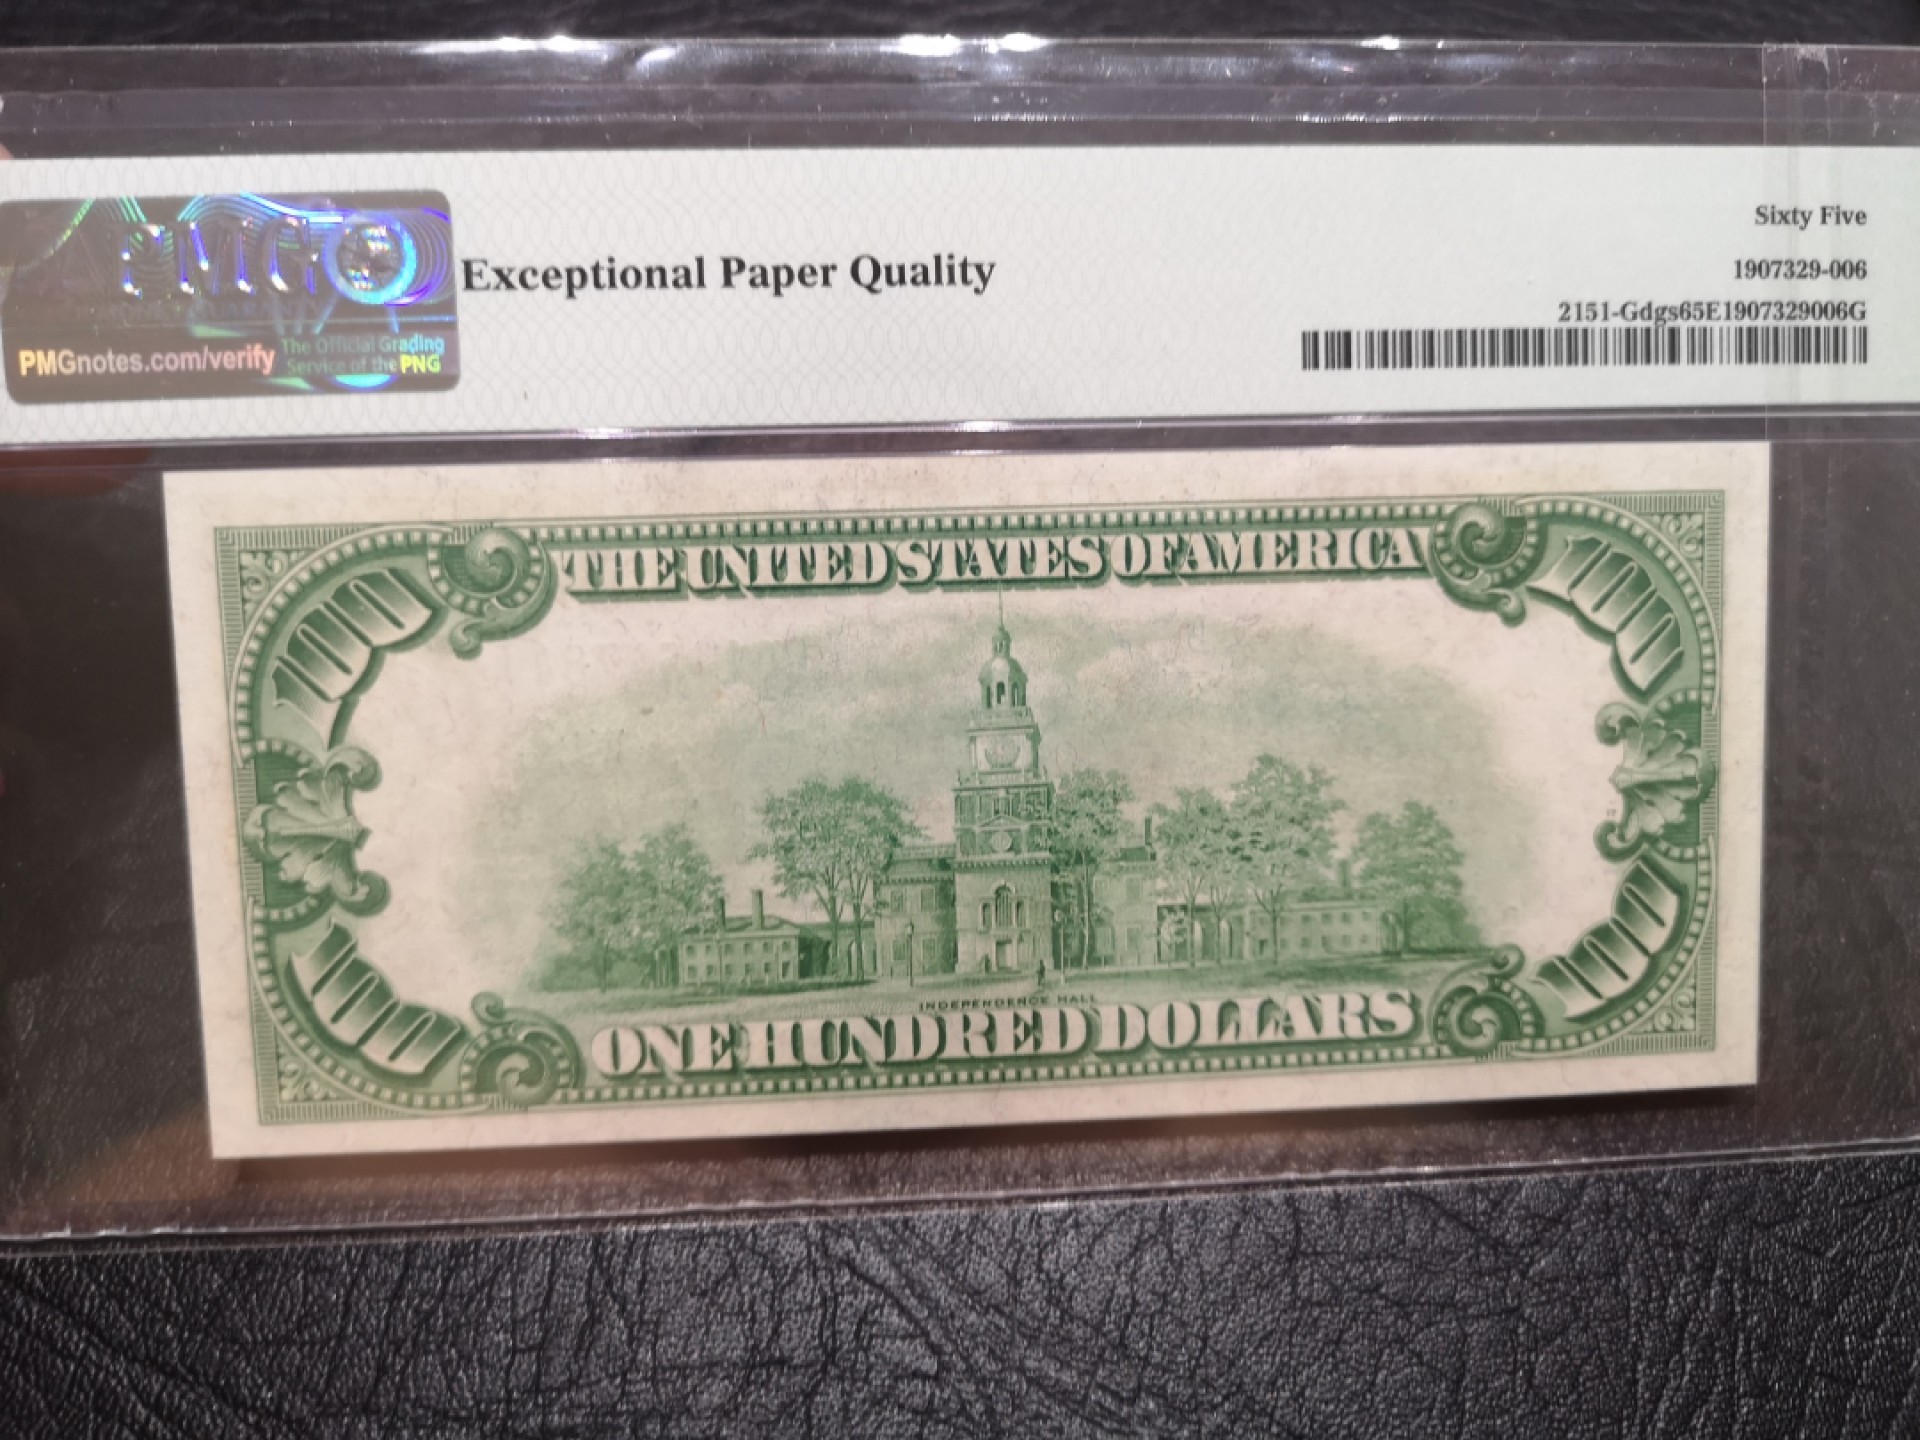 PMG
PMGnotes.com/verify
The Official Grading
Service of the PNG
Exceptional Paper Quality
Sixty Five
1907329-006
2151-Gdgs65E1907329006G
THE UNITED STATES OF AMERICA
100
100
100
100
INDEPENDENCE HALL
ONE HUNDRED DOLLARS